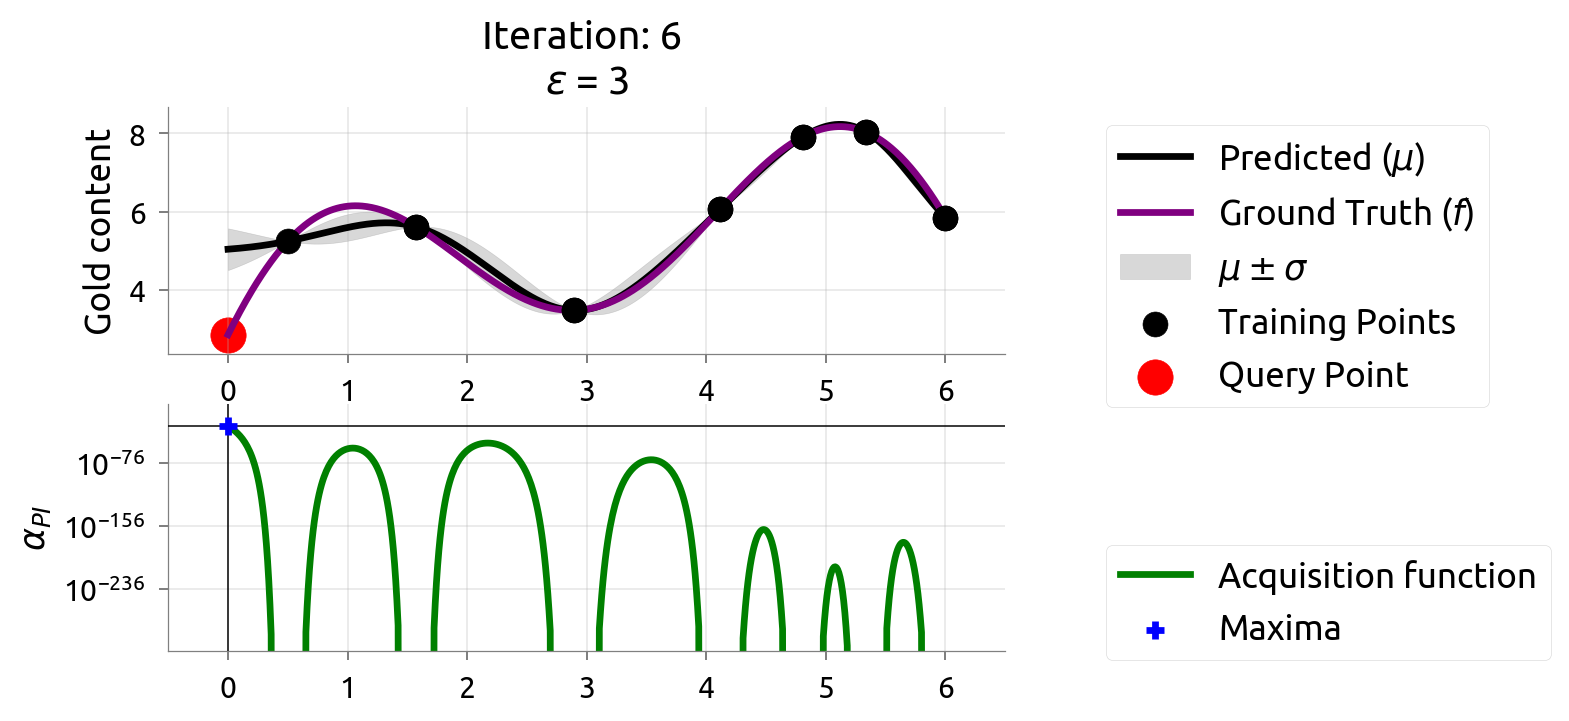 Iteration: 6
ε = 3
Gold content
8
6
4
0 1 2 3 4 5 6
Predicted (μ)
Ground Truth (f)
μ ± σ
Training Points
Query Point
α_PI
10⁻⁷⁶
10⁻¹⁵⁶
10⁻²³⁶
0 1 2 3 4 5 6
Acquisition function
Maxima